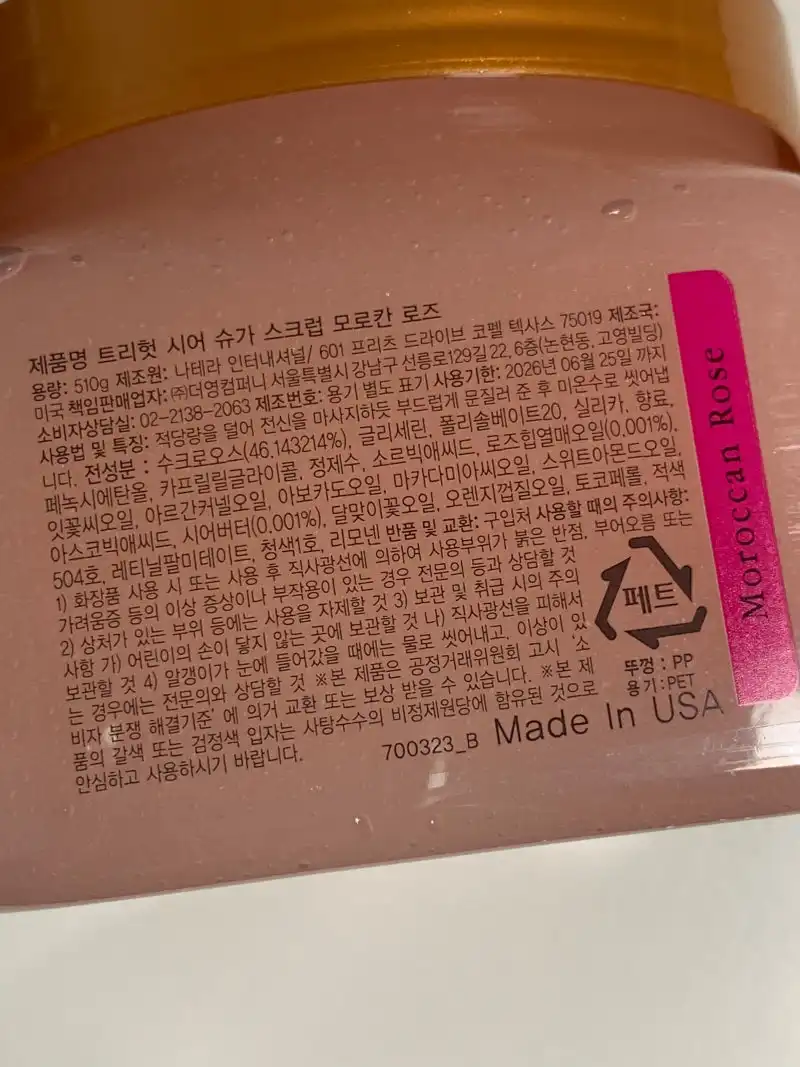 제품명 트리헛 시어 슈가 스크럽 모로칸 로즈
용량: 510g 제조원: 나테라 인터내셔널/ 601 프리츠 드라이브 코펠 텍사스 75019 제조국:
미국 책임판매업자: ㈜더영컴퍼니 서울특별시 강남구 선릉로129길 22, 6층(논현동, 고영빌딩)
소비자상담실: 02-2138-2063 제조번호: 용기 별도 표기 사용기한: 2026년 06월 25일 까지
사용법 및 특징: 적당량을 덜어 전신을 마사지하듯 부드럽게 문질러 준 후 미온수로 씻어냅
니다. 전성분 : 수크로오스(46.143214%), 글리세린, 폴리솔베이트20, 실리카, 향료,
페녹시에탄올, 카프릴릴글라이콜, 정제수, 소르빅애씨드, 로즈힙열매오일(0.001%),
잇꽃씨오일, 아르간커넬오일, 아보카도오일, 마카다미아씨오일, 스위트아몬드오일,
아스코빅애씨드, 시어버터(0.001%), 달맞이꽃오일, 오렌지껍질오일, 토코페롤, 적색
504호, 레티닐팔미테이트, 청색1호, 리모넨 반품 및 교환: 구입처 사용할 때의 주의사항:
1) 화장품 사용 시 또는 사용 후 직사광선에 의하여 사용부위가 붉은 반점, 부어오름 또는
가려움증 등의 이상 증상이나 부작용이 있는 경우 전문의 등과 상담할 것
2) 상처가 있는 부위 등에는 사용을 자제할 것 3) 보관 및 취급 시의 주의
사항 가) 어린이의 손이 닿지 않는 곳에 보관할 것 나) 직사광선을 피해서
보관할 것 4) 알갱이가 눈에 들어갔을 때에는 물로 씻어내고, 이상이 있
는 경우에는 전문의와 상담할 것 ※본 제품은 공정거래위원회 고시 '소
비자 분쟁 해결기준' 에 의거 교환 또는 보상 받을 수 있습니다. ※본 제
품의 갈색 또는 검정색 입자는 사탕수수의 비정제원당에 함유된 것으로
안심하고 사용하시기 바랍니다.
700323_B Made In USA
페트
뚜껑 : PP
용기 : PET
Moroccan Rose